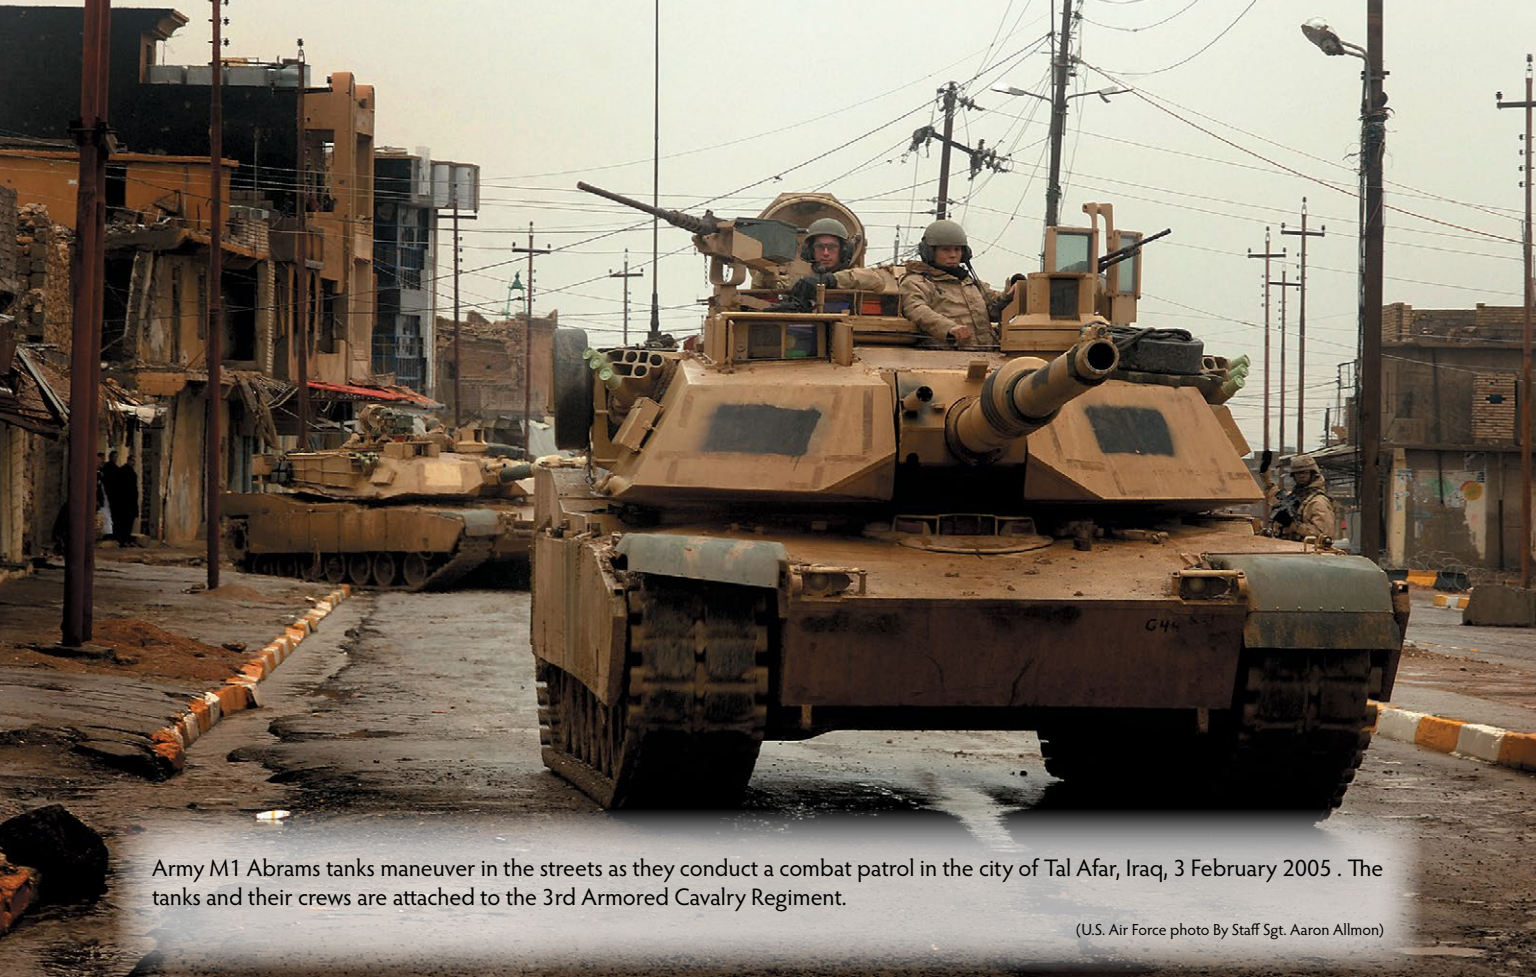 Army M1 Abrams tanks maneuver in the streets as they conduct a combat patrol in the city of Tal Afar, Iraq, 3 February 2005 . The
tanks and their crews are attached to the 3rd Armored Cavalry Regiment.
(U.S. Air Force photo By Staff Sgt. Aaron Allmon)